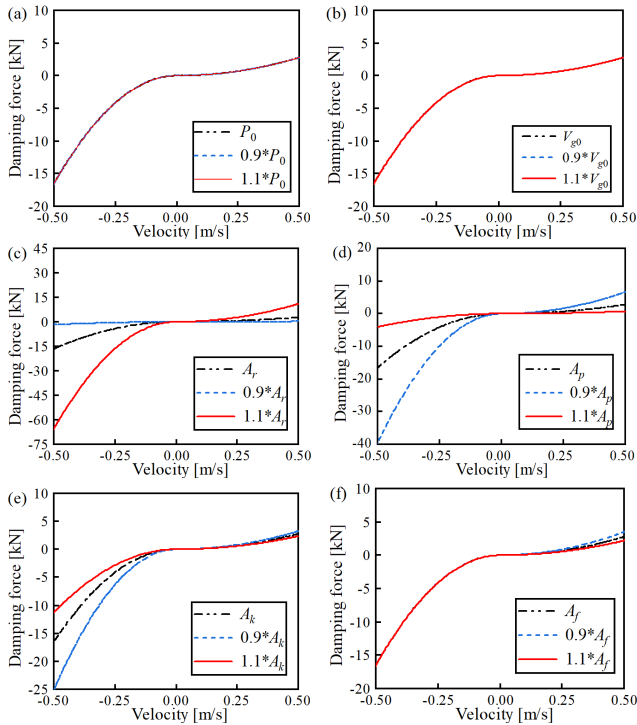 (a)
Damping force [kN]
10
5
0
-5
-10
-15
-20
P0
0.9*P0
1.1*P0
-0.50 -0.25 0.00 0.25 0.50
Velocity [m/s]
(b)
Damping force [kN]
10
5
0
-5
-10
-15
-20
Vg0
0.9*Vg0
1.1*Vg0
-0.50 -0.25 0.00 0.25 0.50
Velocity [m/s]
(c)
Damping force [kN]
45
30
15
0
-15
-30
-45
-60
-75
Ar
0.9*Ar
1.1*Ar
-0.50 -0.25 0.00 0.25 0.50
Velocity [m/s]
(d)
Damping force [kN]
20
10
0
-10
-20
-30
-40
Ap
0.9*Ap
1.1*Ap
-0.50 -0.25 0.00 0.25 0.50
Velocity [m/s]
(e)
Damping force [kN]
10
5
0
-5
-10
-15
-20
-25
Ak
0.9*Ak
1.1*Ak
-0.50 -0.25 0.00 0.25 0.50
Velocity [m/s]
(f)
Damping force [kN]
15
10
5
0
-5
-10
-15
-20
Af
0.9*Af
1.1*Af
-0.50 -0.25 0.00 0.25 0.50
Velocity [m/s]